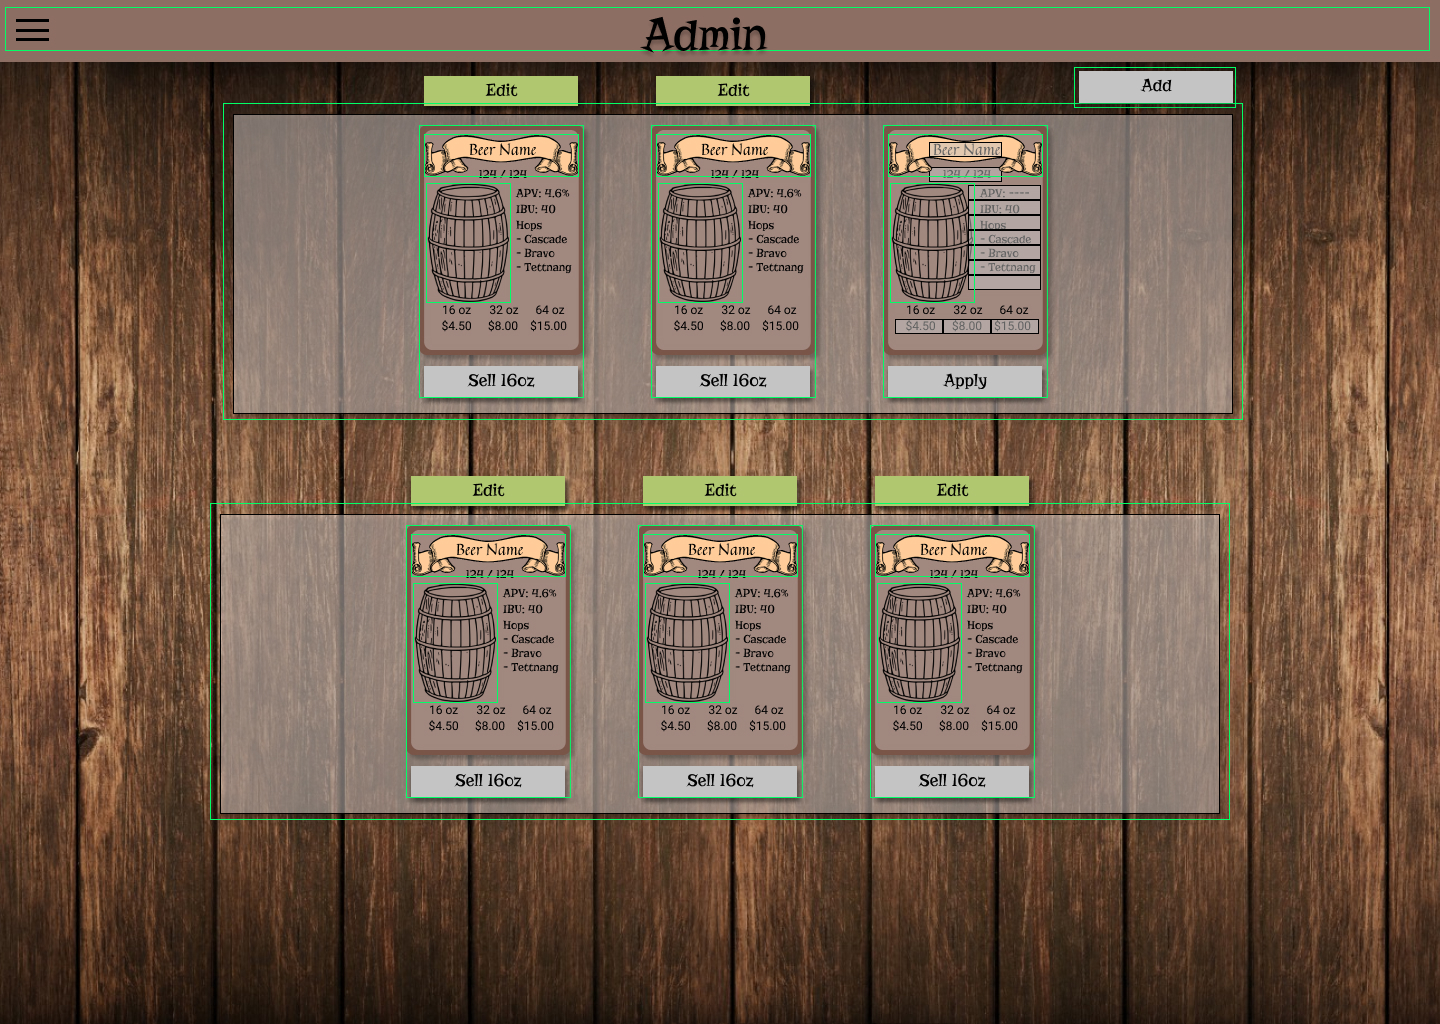 Admin
Edit
Edit
Add
Beer Name
124 / 124
APV: 4.6%
IBU: 40
Hops
- Cascade
- Bravo
- Tettnang
16 oz 32 oz 64 oz
$4.50 $8.00 $15.00
Sell 16oz
Beer Name
124 / 124
APV: 4.6%
IBU: 40
Hops
- Cascade
- Bravo
- Tettnang
16 oz 32 oz 64 oz
$4.50 $8.00 $15.00
Sell 16oz
Beer Name
124 / 124
APV: ----
IBU: 40
Hops
- Cascade
- Bravo
- Tettnang
16 oz 32 oz 64 oz
$4.50 $8.00 $15.00
Apply
Edit
Edit
Edit
Beer Name
124 / 124
APV: 4.6%
IBU: 40
Hops
- Cascade
- Bravo
- Tettnang
16 oz 32 oz 64 oz
$4.50 $8.00 $15.00
Sell 16oz
Beer Name
124 / 124
APV: 4.6%
IBU: 40
Hops
- Cascade
- Bravo
- Tettnang
16 oz 32 oz 64 oz
$4.50 $8.00 $15.00
Sell 16oz
Beer Name
124 / 124
APV: 4.6%
IBU: 40
Hops
- Cascade
- Bravo
- Tettnang
16 oz 32 oz 64 oz
$4.50 $8.00 $15.00
Sell 16oz